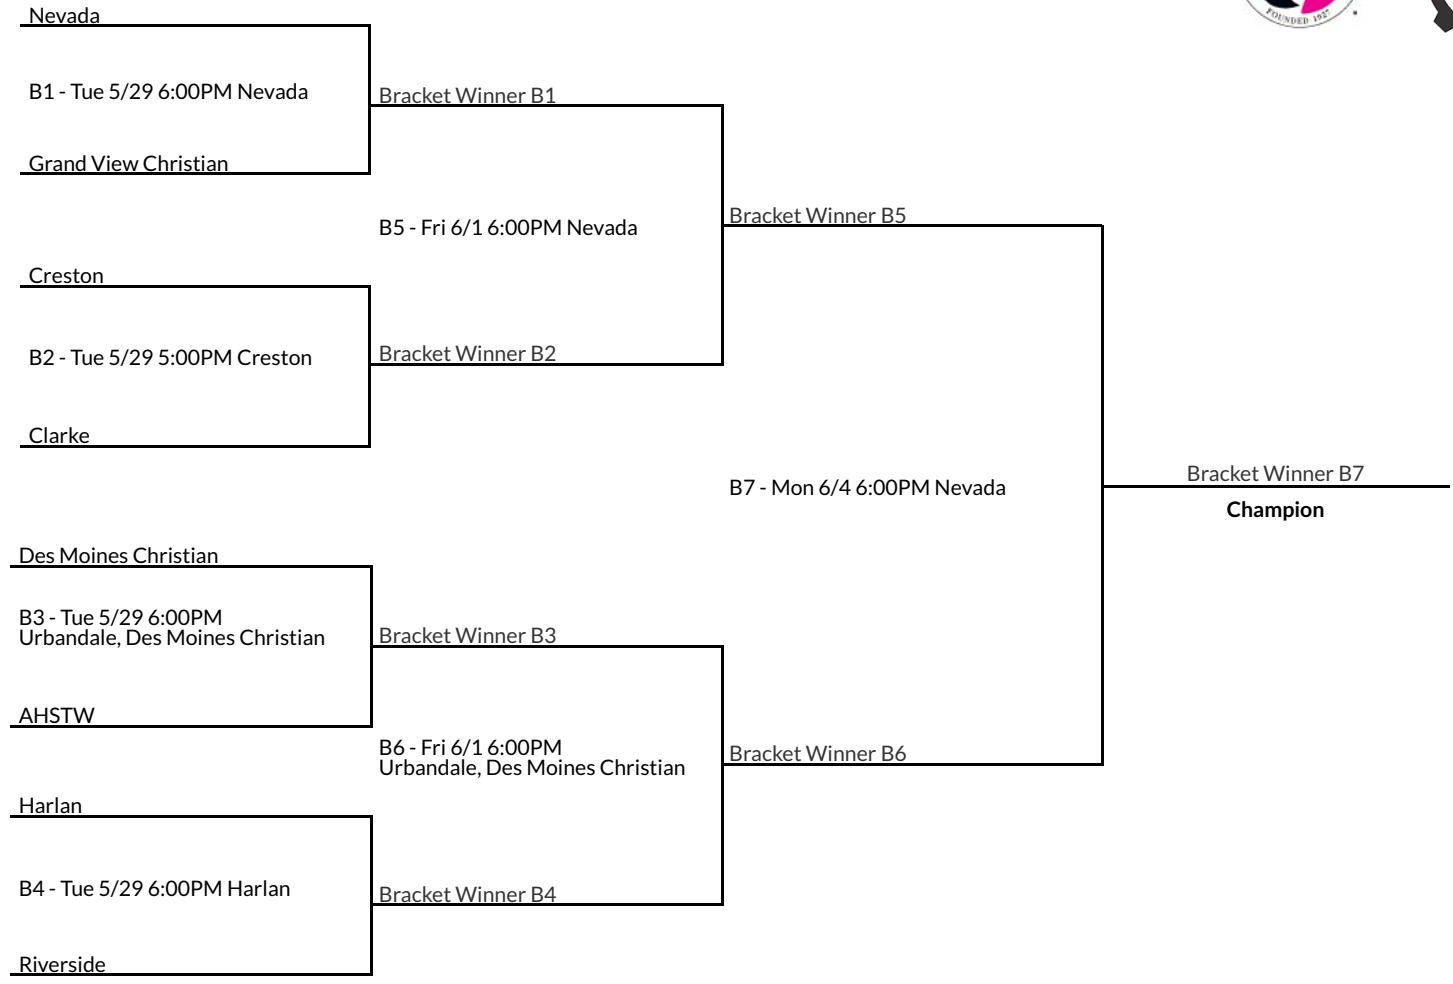 Nevada
FOUNDED 1927
B1 - Tue 5/29 6:00PM Nevada
Bracket Winner B1
Grand View Christian
Bracket Winner B5
B5 - Fri 6/1 6:00PM Nevada
Creston
B2 - Tue 5/29 5:00PM Creston
Bracket Winner B2
Clarke
Bracket Winner B7
B7 - Mon 6/4 6:00PM Nevada
Champion
Des Moines Christian
B3 - Tue 5/29 6:00PM
Urbandale, Des Moines Christian
Bracket Winner B3
AHSTW
B6 - Fri 6/1 6:00PM
Urbandale, Des Moines Christian
Bracket Winner B6
Harlan
B4 - Tue 5/29 6:00PM Harlan
Bracket Winner B4
Riverside